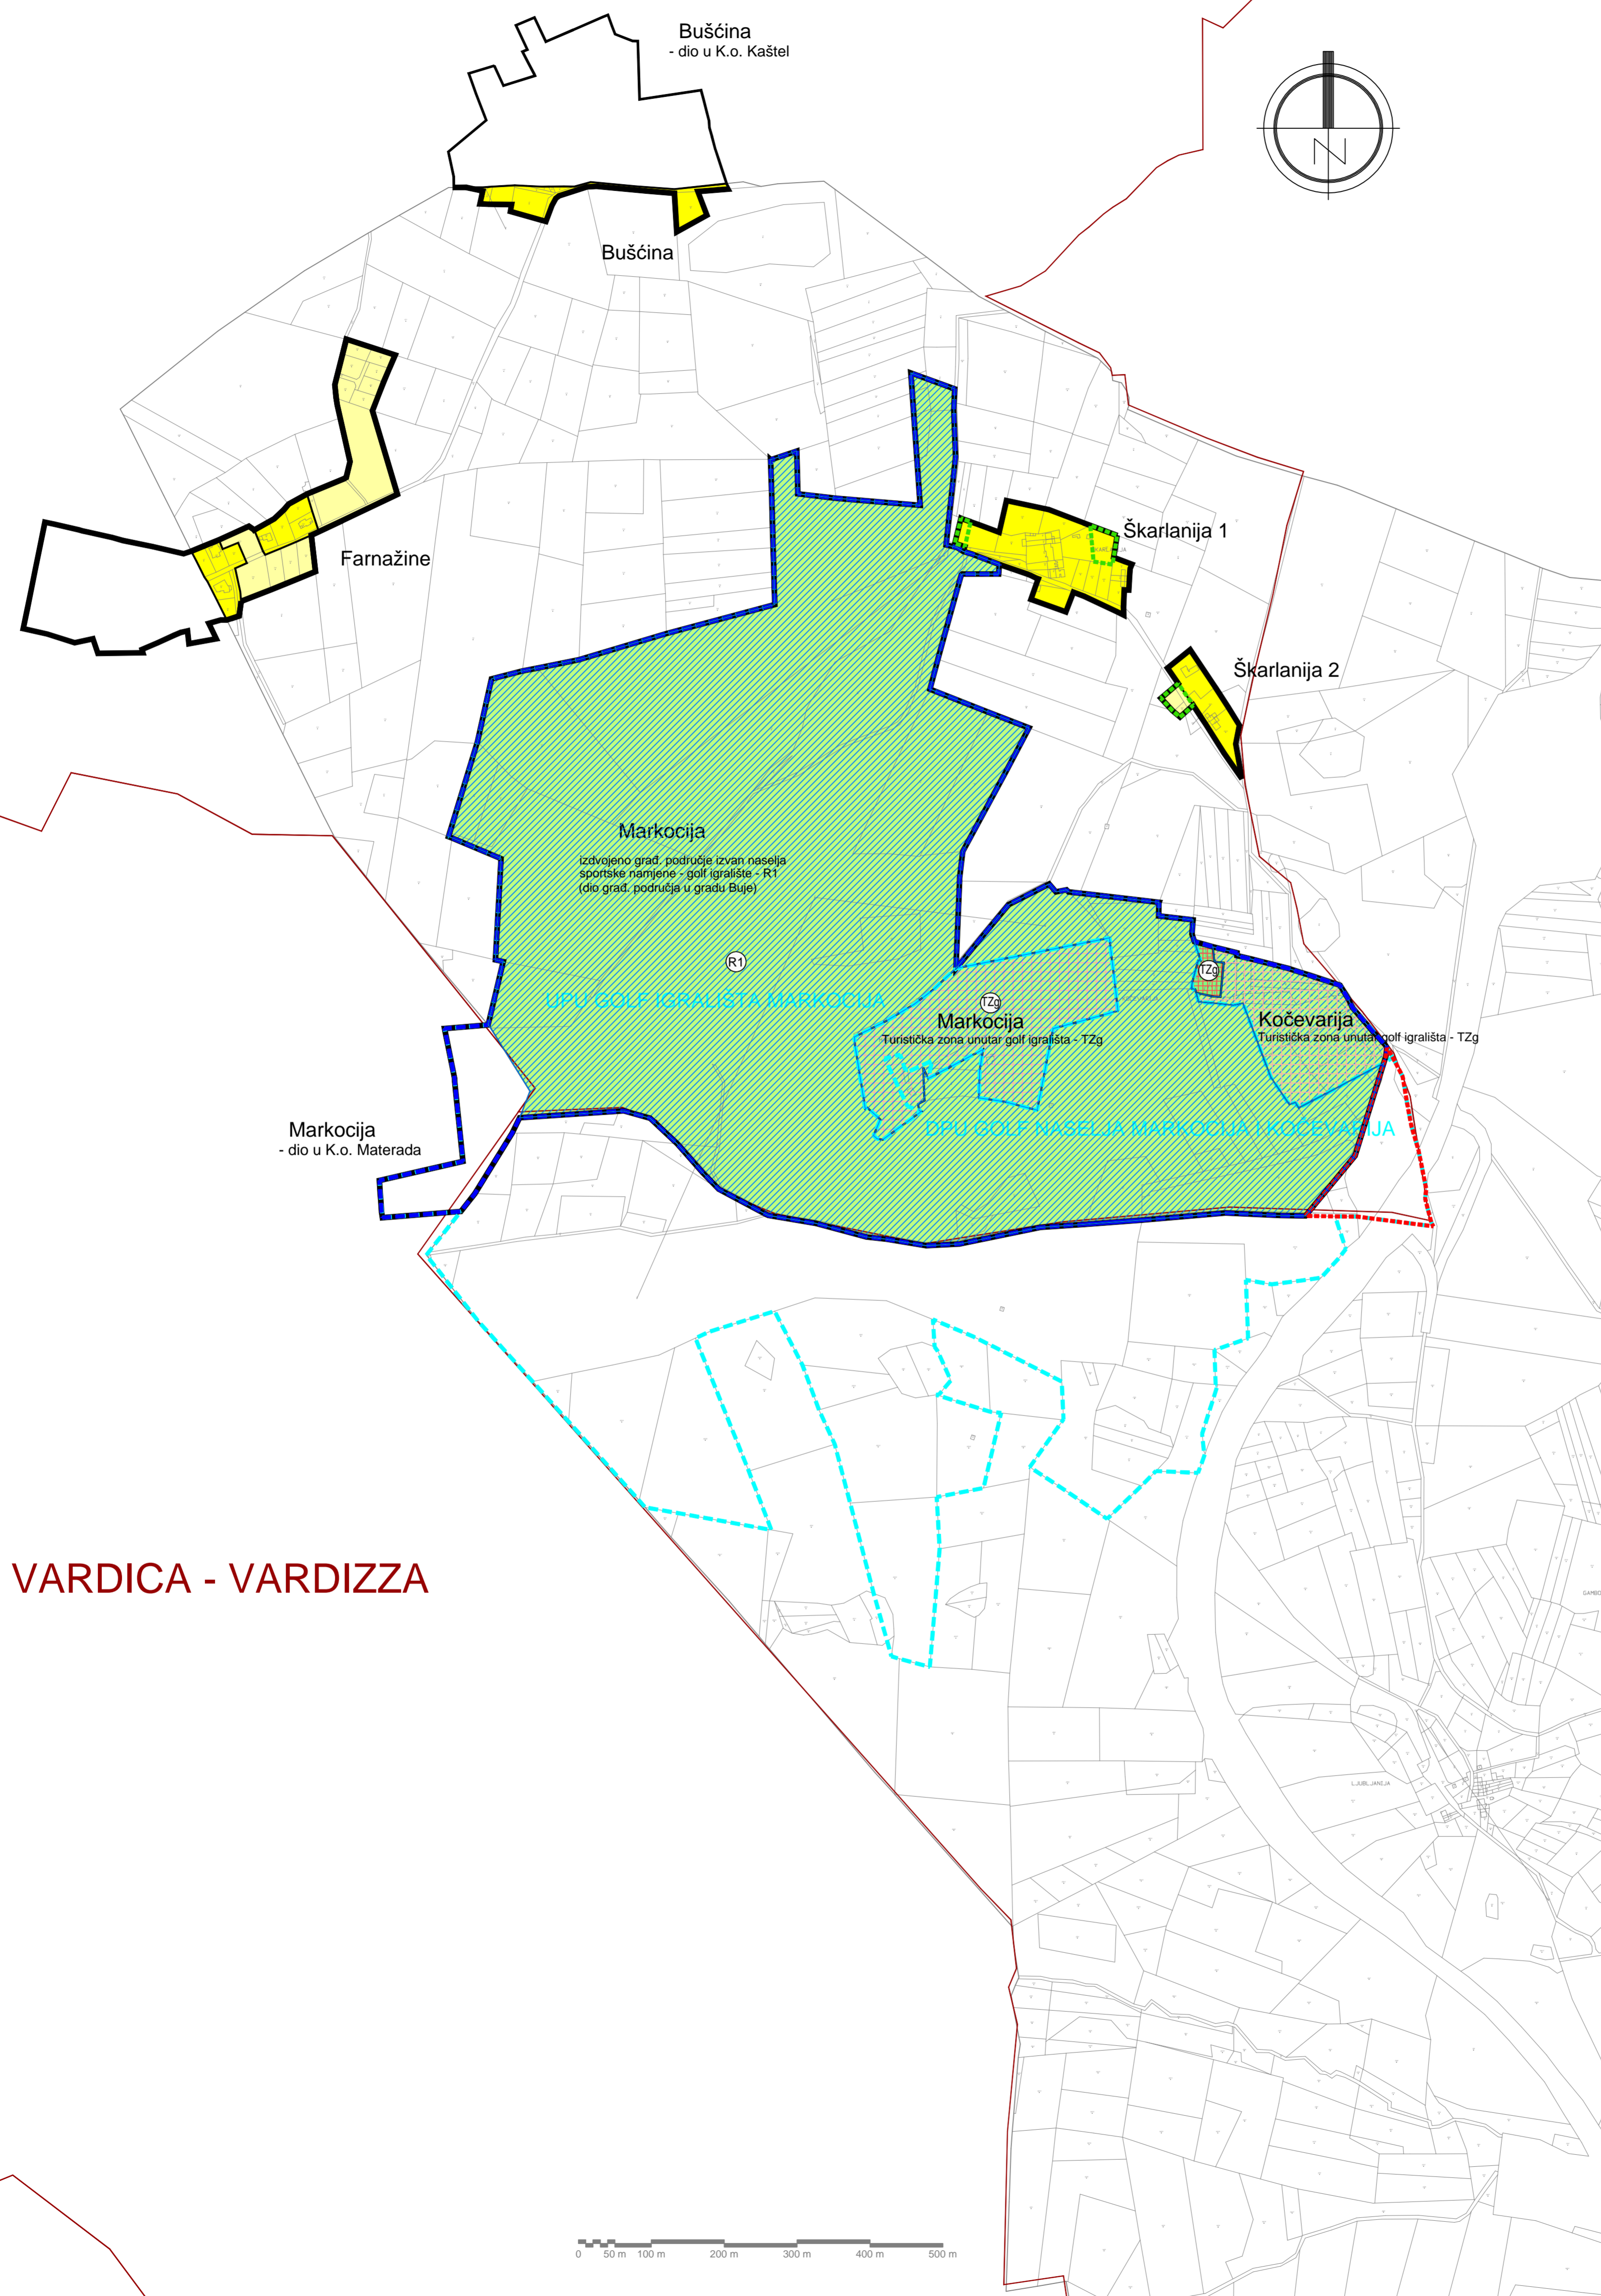 Bušćina
- dio u K.o. Kaštel
N
Bušćina
Škarlanija 1
Farnažine
Škarlanija 2
Markocija
izdvojeno građ. područje izvan naselja
sportske namjene - golf igralište - R1
(dio građ. područja u gradu Buje)
R1
TZg
UPU GOLF IGRALIŠTA MARKOCIJA
TZg
Markocija
Turistička zona unutar golf igrališta - TZg
Kočevarija
Turistička zona unutar golf igrališta - TZg
DPU GOLF NASELJA MARKOCIJA I KOČEVARIJA
Markocija
- dio u K.o. Materada
VARDICA - VARDIZZA
LJUBLJANIJA
0 50 m 100 m 200 m 300 m 400 m 500 m